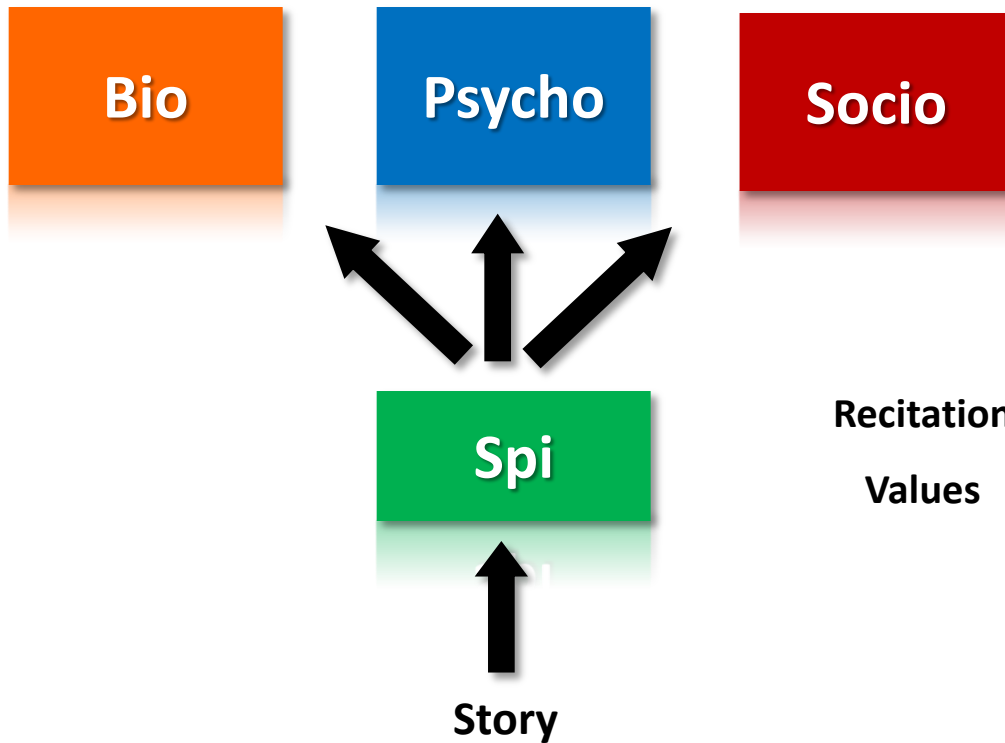 Bio
Psycho
Socio
Spi
Recitation
Values
Story